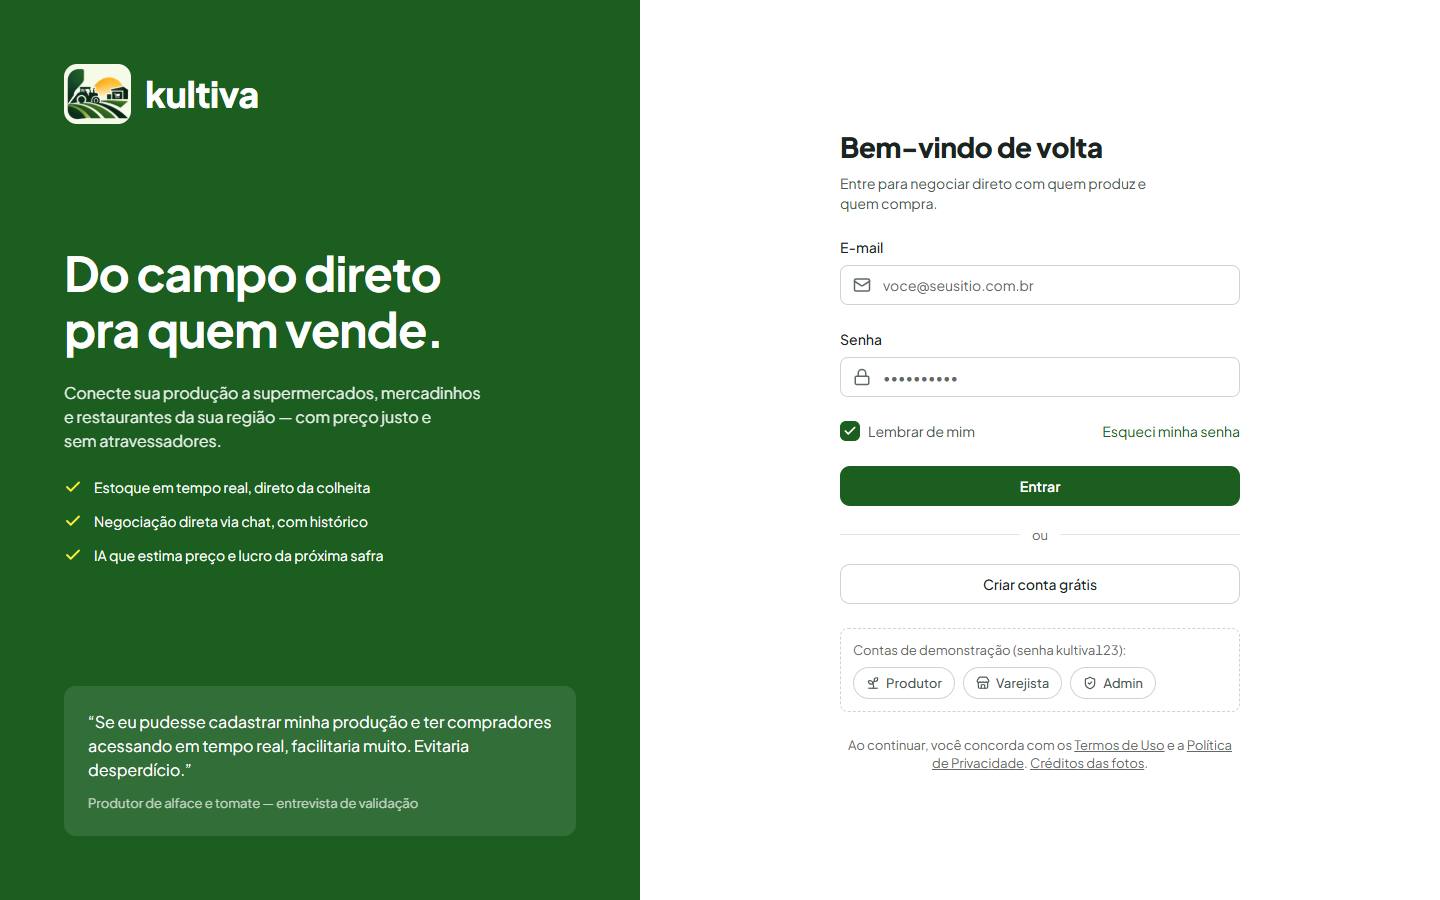 kultiva
Do campo direto
pra quem vende.
Conecte sua produção a supermercados, mercadinhos
e restaurantes da sua região — com preço justo e
sem atravessadores.
Estoque em tempo real, direto da colheita
Negociação direta via chat, com histórico
IA que estima preço e lucro da próxima safra
“Se eu pudesse cadastrar minha produção e ter compradores
acessando em tempo real, facilitaria muito. Evitaria
desperdício.”
Produtor de alface e tomate — entrevista de validação
Bem-vindo de volta
Entre para negociar direto com quem produz e
quem compra.
E-mail
voce@seusitio.com.br
Senha
••••••••••
Lembrar de mim
Esqueci minha senha
Entrar
ou
Criar conta grátis
Contas de demonstração (senha kultiva123):
Produtor
Varejista
Admin
Ao continuar, você concorda com os Termos de Uso e a Política
de Privacidade. Créditos das fotos.